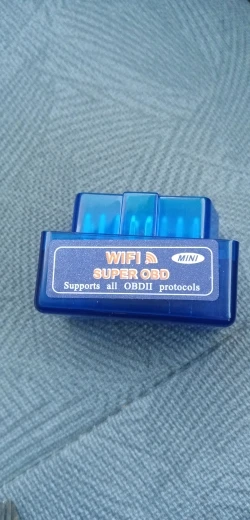 WIFI
MINI
SUPER OBD
Supports all OBDII protocols